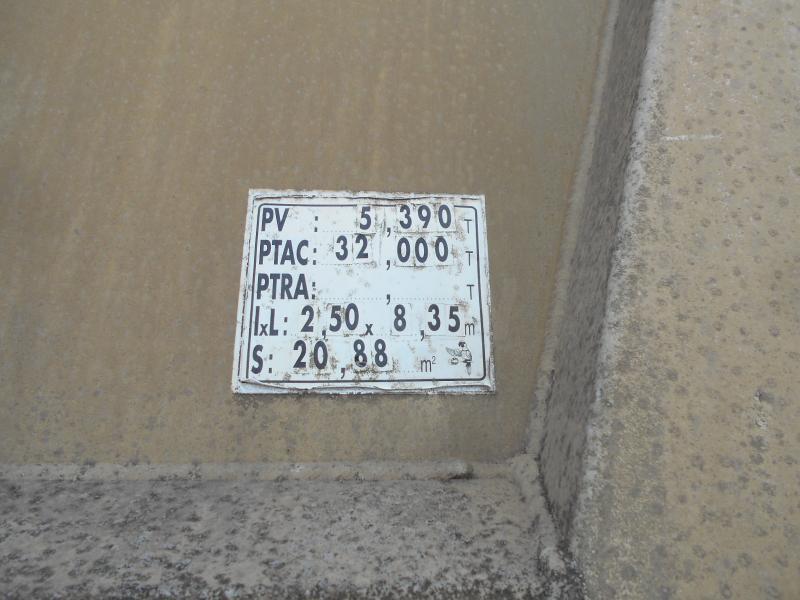 PV : 5,390 T
PTAC: 32,000 T
PTRA: , T
lxL: 2,50 x 8,35 m
S: 20,88 m²